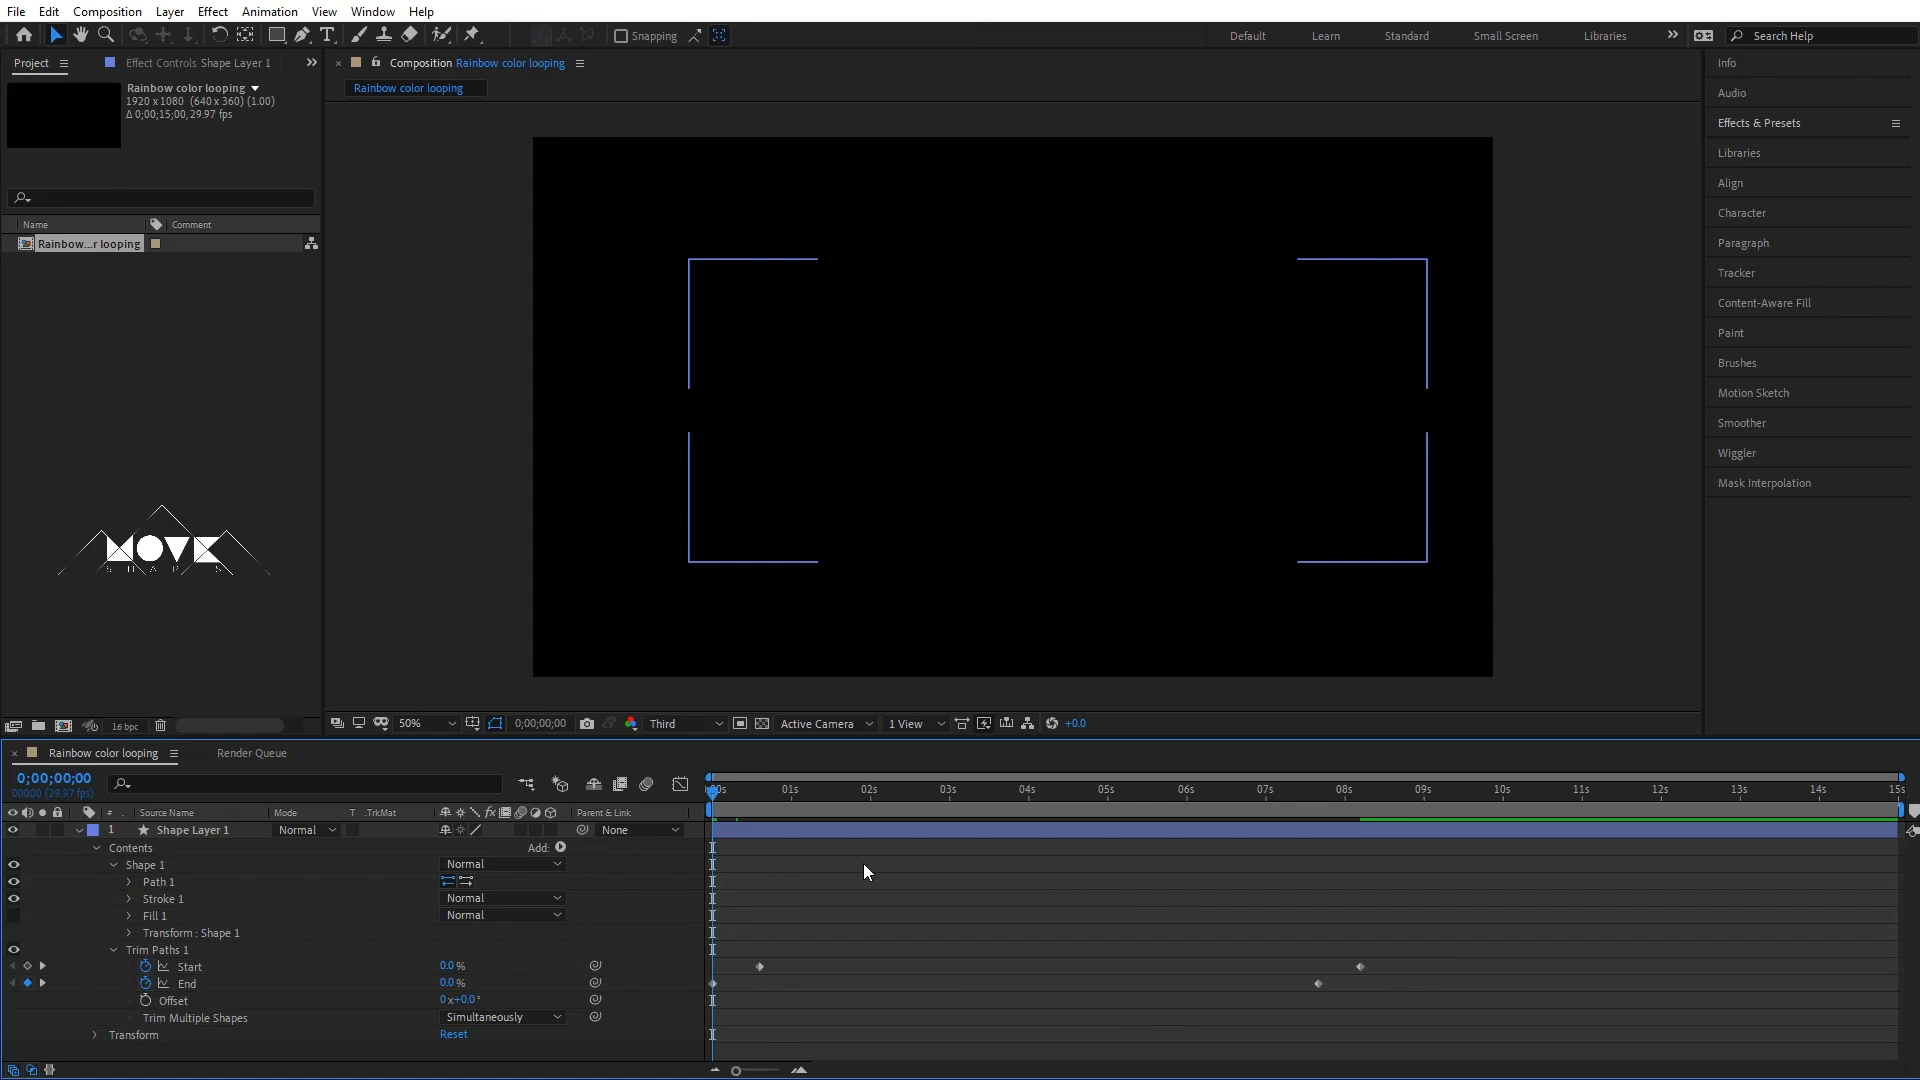 File Edit Composition Layer Effect Animation View Window Help
Snapping
Default Learn Standard Small Screen Libraries
Search Help
Project
Effect Controls Shape Layer 1
Composition Rainbow color looping
Rainbow color looping
Rainbow color looping
1920 x 1080 (640 x 360) (1.00)
Δ 0;00;15;00, 29.97 fps
Name Comment
Rainbow...r looping
MOVE
SHAPES
Info
Audio
Effects & Presets
Libraries
Align
Character
Paragraph
Tracker
Content-Aware Fill
Paint
Brushes
Motion Sketch
Smoother
Wiggler
Mask Interpolation
16 bpc
50% 0;00;00;00 Third Active Camera 1 View +0.0
Rainbow color looping Render Queue
0;00;00;00
00000 (29.97 fps)
:00s 01s 02s 03s 04s 05s 06s 07s 08s 09s 10s 11s 12s 13s 14s 15s
# Source Name Mode T .TrkMat Parent & Link
1 Shape Layer 1 Normal None
Contents Add:
Shape 1 Normal
Path 1
Stroke 1 Normal
Fill 1 Normal
Transform : Shape 1
Trim Paths 1
Start 0.0 %
End 0.0 %
Offset 0 x +0.0 °
Trim Multiple Shapes Simultaneously
Transform Reset